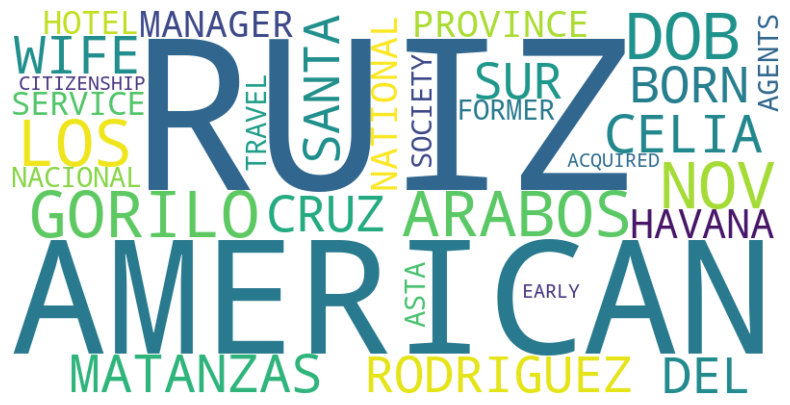 HOTEL MANAGER PROVINCE DOB AGENTS
WIFE RUIZ SANTA NATIONAL SUR BORN
CITIZENSHIP
SERVICE TRAVEL SOCIETY FORMER
LOS CELIA
ACQUIRED
NACIONAL NOV
GORILO CRUZ ARABOS HAVANA
AMERICAN ASTA EARLY
MATANZAS RODRIGUEZ DEL